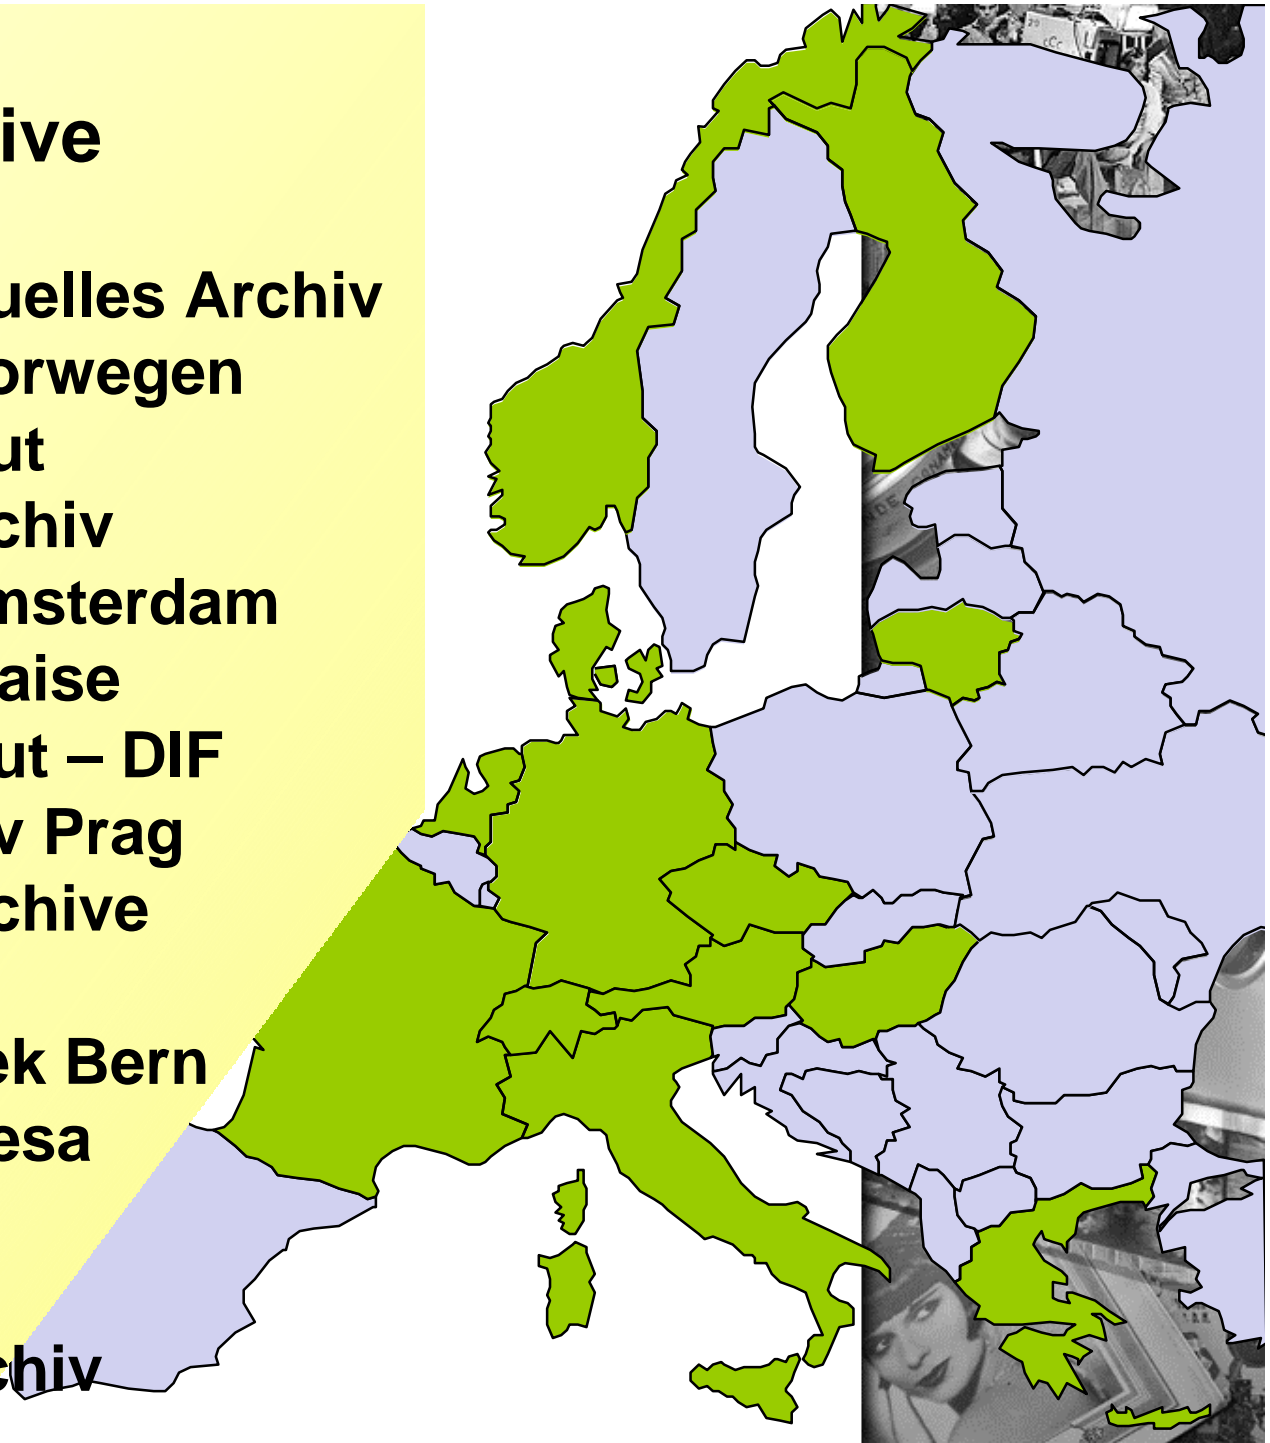 ive
uelles Archiv
orwegen
ut
chiv
msterdam
aise
ut – DIF
v Prag
chive
ek Bern
esa
chiv